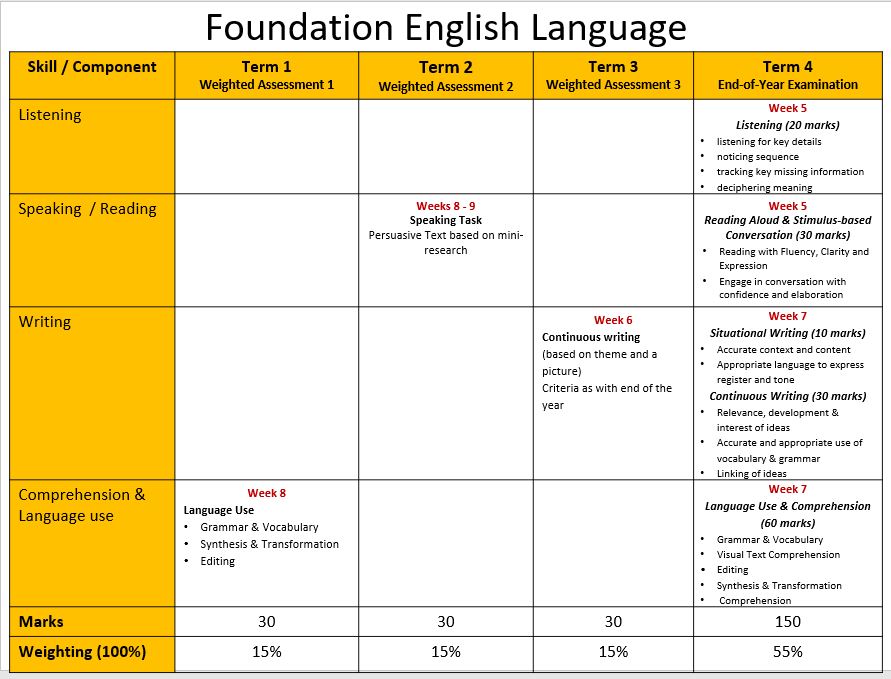 Foundation English Language
Skill / Component
Term 1
Weighted Assessment 1
Term 2
Weighted Assessment 2
Term 3
Weighted Assessment 3
Term 4
End-of-Year Examination
Listening
Week 5
Listening (20 marks)
• listening for key details
• noticing sequence
• tracking key missing information
• deciphering meaning
Speaking / Reading
Weeks 8 - 9
Speaking Task
Persuasive Text based on mini-
research
Week 5
Reading Aloud & Stimulus-based
Conversation (30 marks)
• Reading with Fluency, Clarity and
Expression
• Engage in conversation with
confidence and elaboration
Writing
Week 6
Continuous writing
(based on theme and a
picture)
Criteria as with end of the
year
Week 7
Situational Writing (10 marks)
• Accurate context and content
• Appropriate language to express
register and tone
Continuous Writing (30 marks)
• Relevance, development &
interest of ideas
• Accurate and appropriate use of
vocabulary & grammar
• Linking of ideas
Comprehension &
Language use
Week 8
Language Use
• Grammar & Vocabulary
• Synthesis & Transformation
• Editing
Week 7
Language Use & Comprehension
(60 marks)
• Grammar & Vocabulary
• Visual Text Comprehension
• Editing
• Synthesis & Transformation
• Comprehension
Marks
30
30
30
150
Weighting (100%)
15%
15%
15%
55%